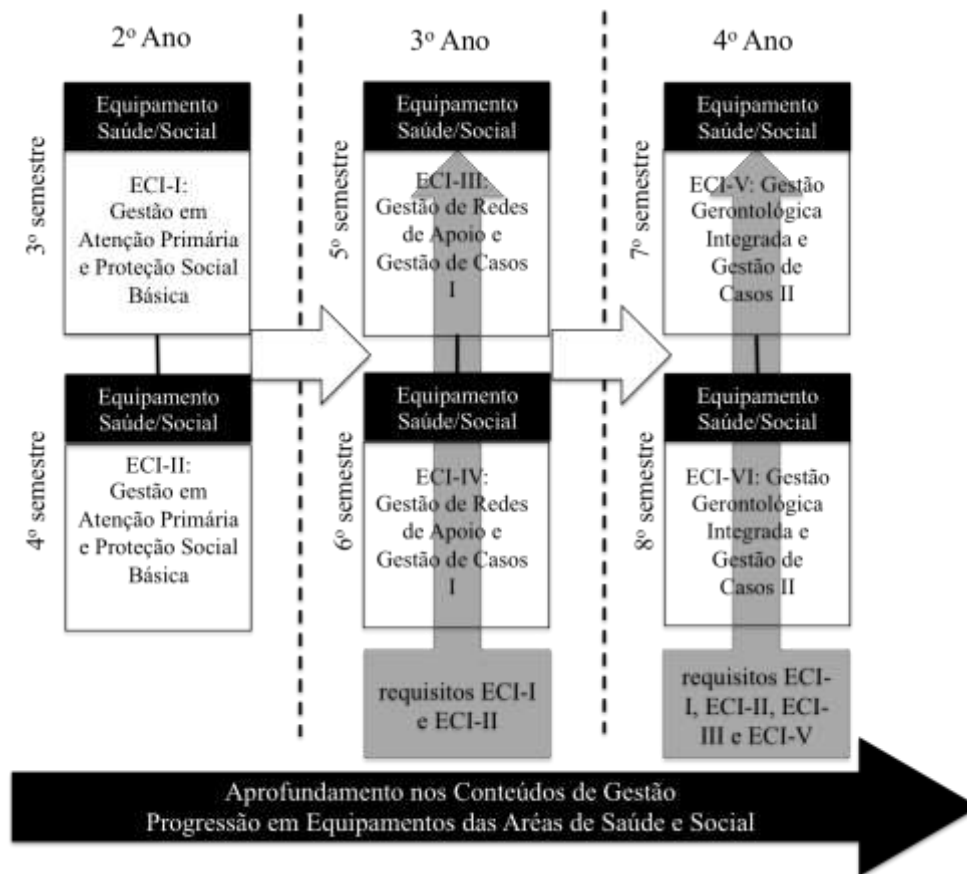 2º Ano
3º Ano
4º Ano
3º semestre
Equipamento
Saúde/Social
ECI-I:
Gestão em
Atenção Primária
e Proteção Social
Básica
5º semestre
Equipamento
Saúde/Social
ECI-III:
Gestão de Redes
de Apoio e
Gestão de Casos
I
7º semestre
Equipamento
Saúde/Social
ECI-V: Gestão
Gerontológica
Integrada e
Gestão de
Casos II
4º semestre
Equipamento
Saúde/Social
ECI-II:
Gestão em
Atenção Primária
e Proteção Social
Básica
6º semestre
Equipamento
Saúde/Social
ECI-IV:
Gestão de Redes
de Apoio e
Gestão de Casos
I
8º semestre
Equipamento
Saúde/Social
ECI-VI: Gestão
Gerontológica
Integrada e
Gestão de
Casos II
requisitos ECI-I
e ECI-II
requisitos ECI-
I, ECI-II, ECI-
III e ECI-V
Aprofundamento nos Conteúdos de Gestão
Progressão em Equipamentos das Aréas de Saúde e Social